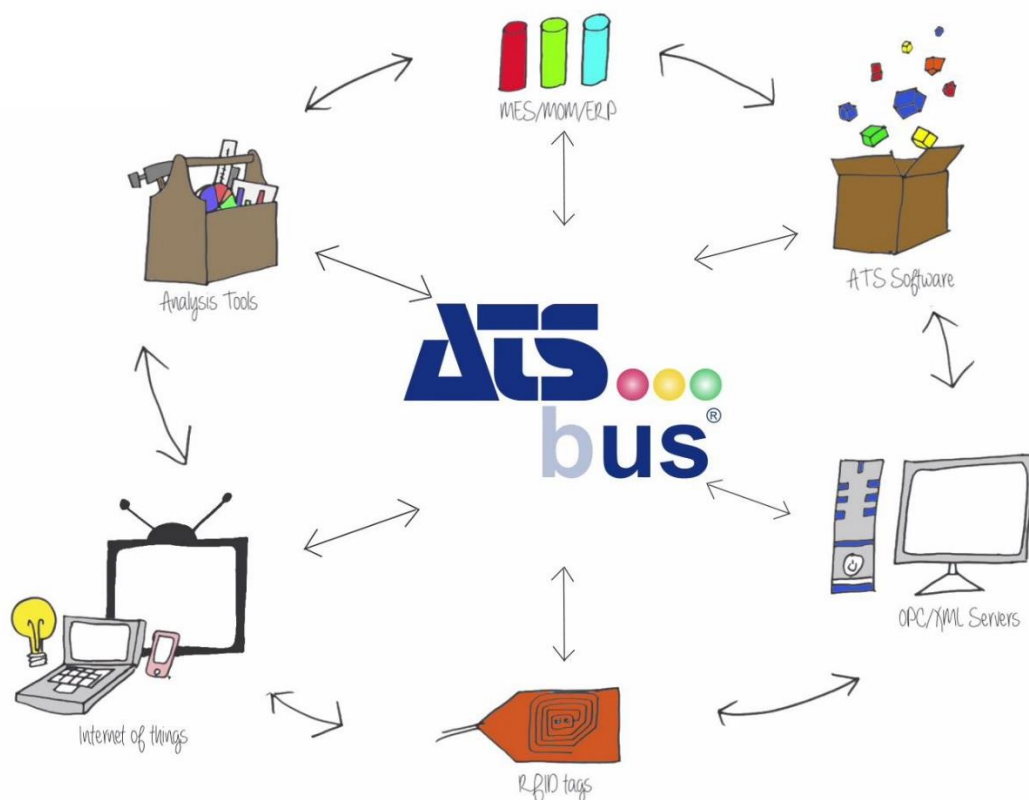 MES/MOM/ERP
Analysis Tools
ATS Software
ATS
bus®
OPC/XML Servers
Internet of things
RFID tags